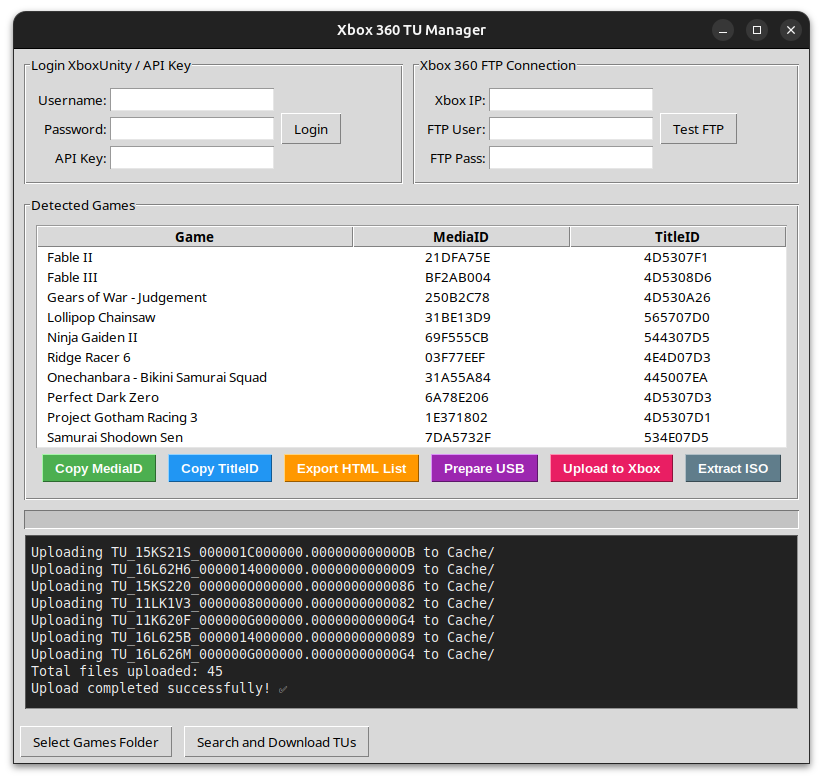 Xbox 360 TU Manager
Login XboxUnity / API Key
Username:
Password:
Login
API Key:
Xbox 360 FTP Connection
Xbox IP:
FTP User:
Test FTP
FTP Pass:
Detected Games
Game MediaID TitleID
Fable II 21DFA75E 4D5307F1
Fable III BF2AB004 4D5308D6
Gears of War - Judgement 250B2C78 4D530A26
Lollipop Chainsaw 31BE13D9 565707D0
Ninja Gaiden II 69F555CB 544307D5
Ridge Racer 6 03F77EEF 4E4D07D3
Onechanbara - Bikini Samurai Squad 31A55A84 445007EA
Perfect Dark Zero 6A78E206 4D5307D3
Project Gotham Racing 3 1E371802 4D5307D1
Samurai Shodown Sen 7DA5732F 534E07D5
Copy MediaID Copy TitleID Export HTML List Prepare USB Upload to Xbox Extract ISO
Uploading TU_15KS21S_000001C000000.00000000000OB to Cache/
Uploading TU_16L62H6_0000014000000.00000000000O9 to Cache/
Uploading TU_15KS220_000000O000000.0000000000086 to Cache/
Uploading TU_11LK1V3_0000008000000.0000000000082 to Cache/
Uploading TU_11K620F_000000G000000.00000000000G4 to Cache/
Uploading TU_16L625B_0000014000000.0000000000089 to Cache/
Uploading TU_16L626M_000000G000000.00000000000G4 to Cache/
Total files uploaded: 45
Upload completed successfully! ✅
Select Games Folder Search and Download TUs